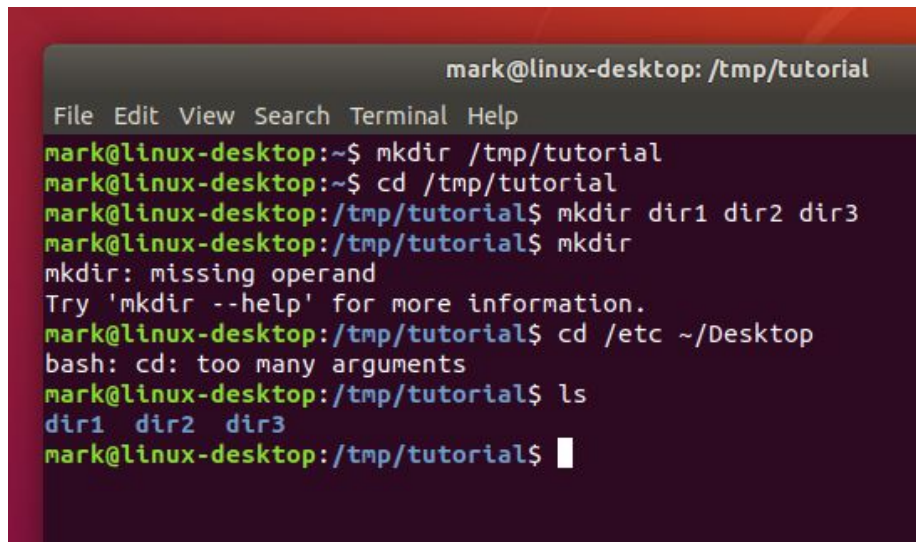 mark@linux-desktop: /tmp/tutorial
File Edit View Search Terminal Help
mark@linux-desktop:~$ mkdir /tmp/tutorial
mark@linux-desktop:~$ cd /tmp/tutorial
mark@linux-desktop:/tmp/tutorial$ mkdir dir1 dir2 dir3
mark@linux-desktop:/tmp/tutorial$ mkdir
mkdir: missing operand
Try 'mkdir --help' for more information.
mark@linux-desktop:/tmp/tutorial$ cd /etc ~/Desktop
bash: cd: too many arguments
mark@linux-desktop:/tmp/tutorial$ ls
dir1  dir2  dir3
mark@linux-desktop:/tmp/tutorial$